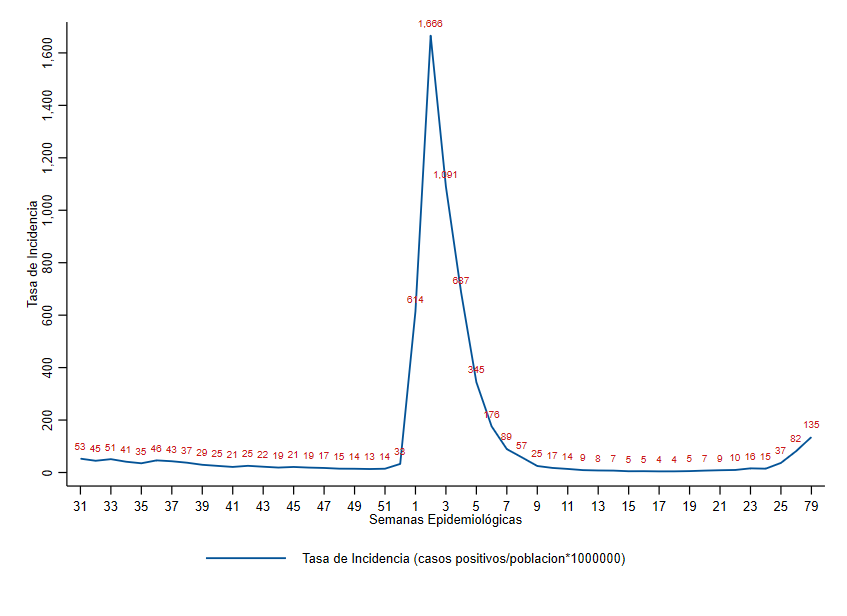 1,666
1,600
1,400
1,200
1,000
800
600
400
200
0
Tasa de Incidencia
1,091
687
614
345
176
89
57
53 45 51 41 35 46 43 37 29 25 21 25 22 19 21 19 17 15 14 13 14 33
25 17 14 9 8 7 5 5 4 4 5 7 9 10 16 15 37 82 135
31 33 35 37 39 41 43 45 47 49 51 1 3 5 7 9 11 13 15 17 19 21 23 25 79
Semanas Epidemiológicas
Tasa de Incidencia (casos positivos/poblacion*1000000)